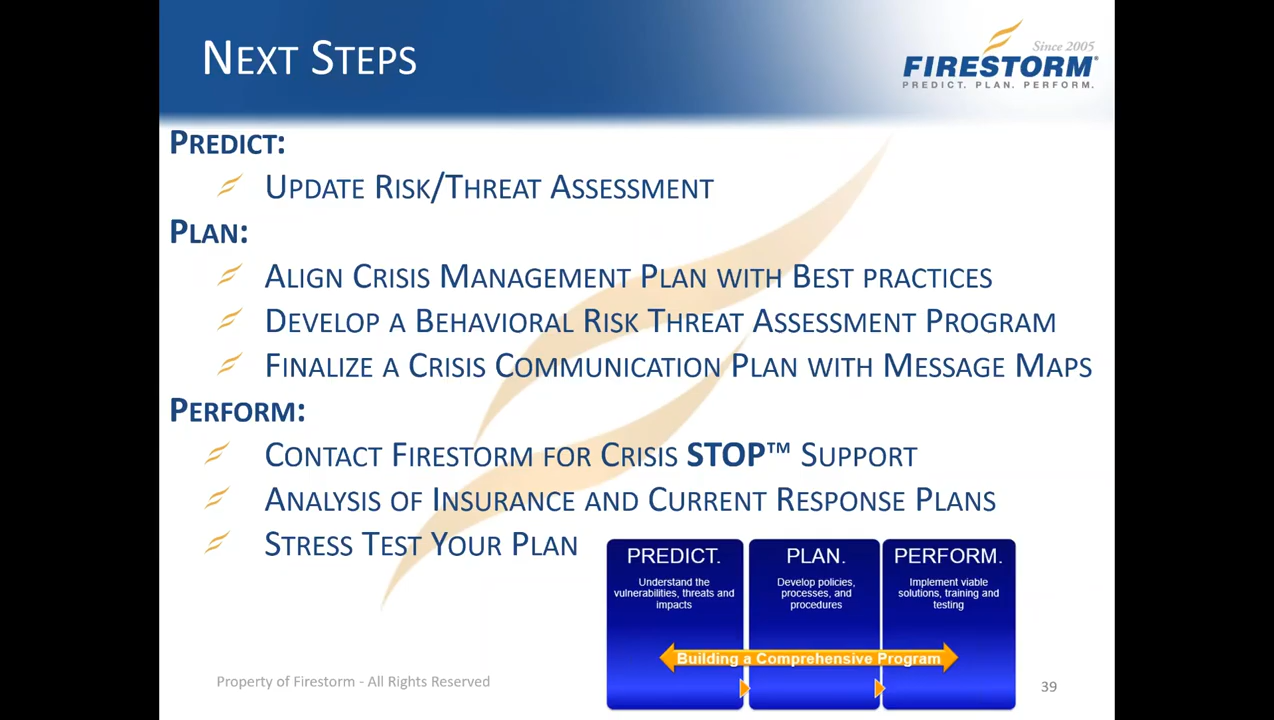 NEXT STEPS
Since 2005
FIRESTORM®
PREDICT. PLAN. PERFORM.
PREDICT:
UPDATE RISK/THREAT ASSESSMENT
PLAN:
ALIGN CRISIS MANAGEMENT PLAN WITH BEST PRACTICES
DEVELOP A BEHAVIORAL RISK THREAT ASSESSMENT PROGRAM
FINALIZE A CRISIS COMMUNICATION PLAN WITH MESSAGE MAPS
PERFORM:
CONTACT FIRESTORM FOR CRISIS STOP™ SUPPORT
ANALYSIS OF INSURANCE AND CURRENT RESPONSE PLANS
STRESS TEST YOUR PLAN
PREDICT.
Understand the
vulnerabilities, threats and
impacts
PLAN.
Develop policies,
processes, and
procedures
PERFORM.
Implement viable
solutions, training and
testing
Building a Comprehensive Program
Property of Firestorm - All Rights Reserved
39